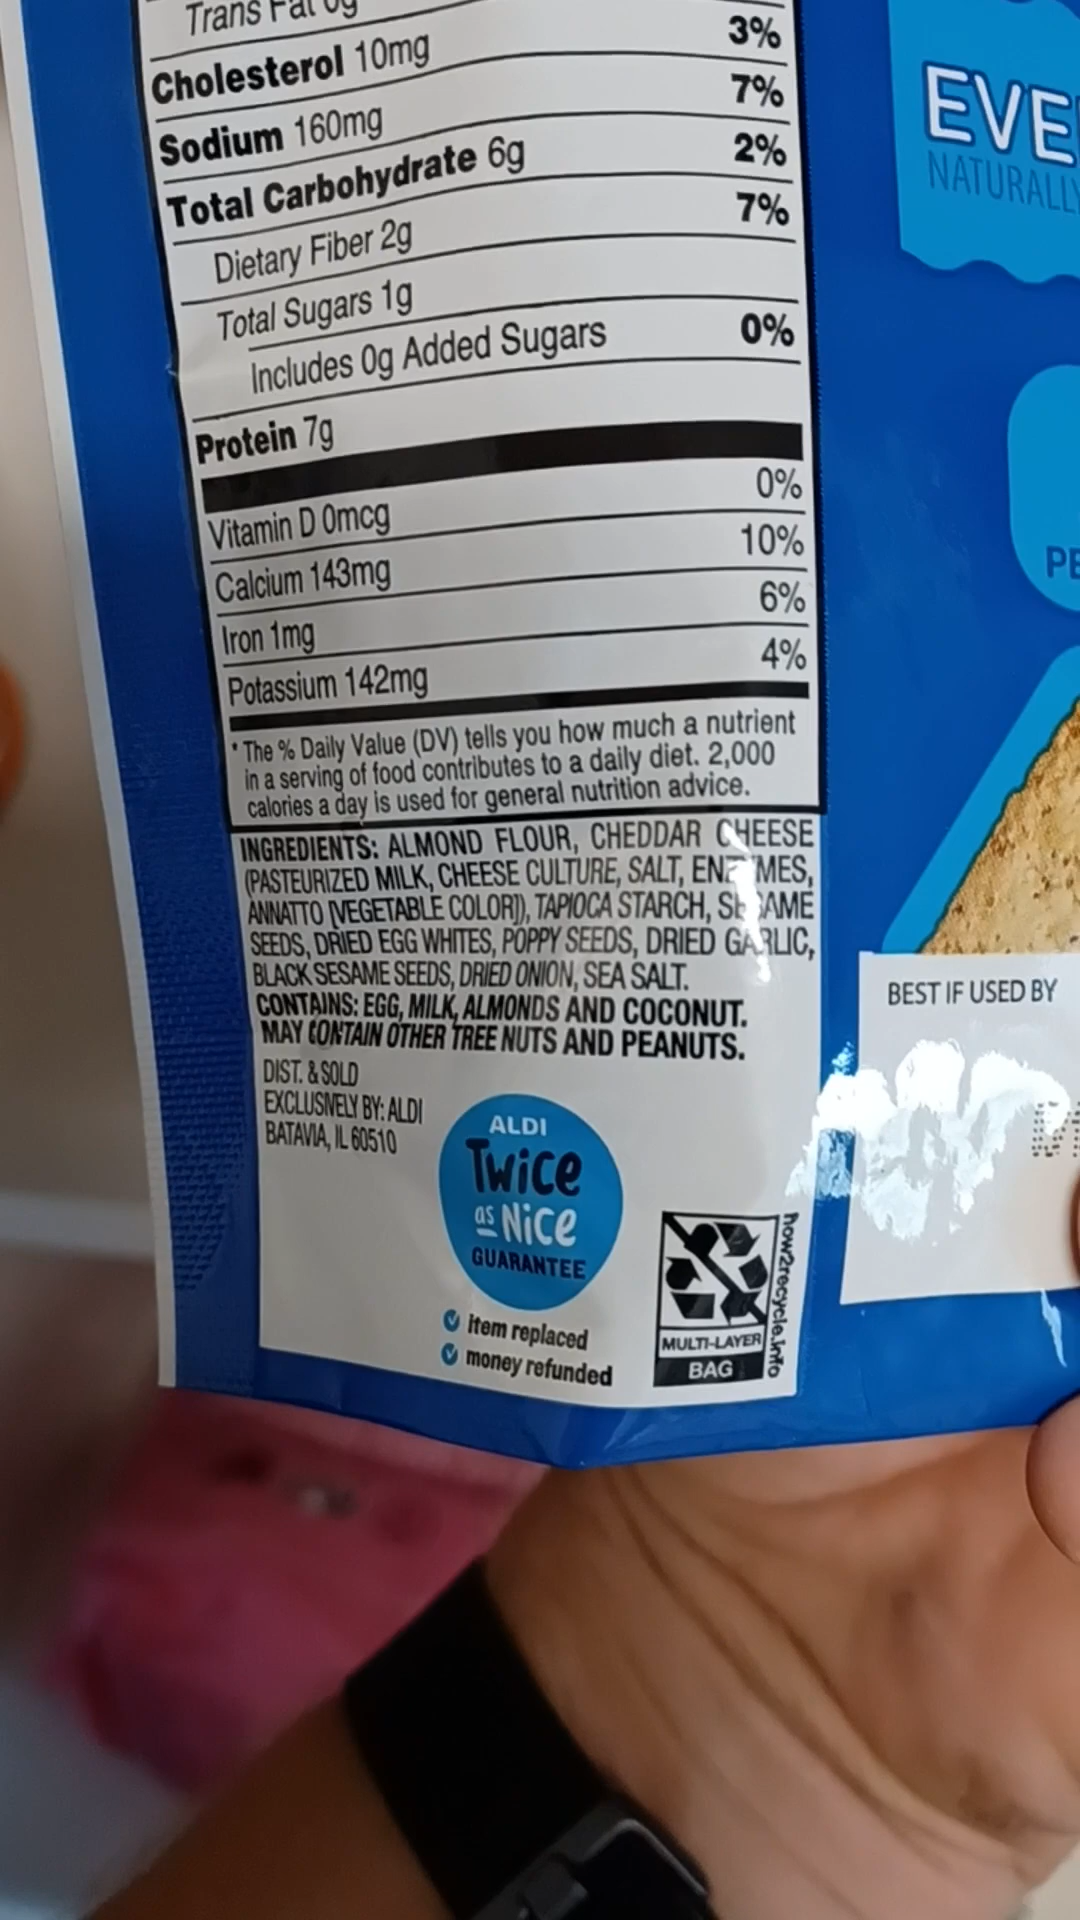 Trans Fat 0g
Cholesterol 10mg 3%
Sodium 160mg 7%
Total Carbohydrate 6g 2%
Dietary Fiber 2g 7%
Total Sugars 1g
Includes 0g Added Sugars 0%
Protein 7g
Vitamin D 0mcg 0%
Calcium 143mg 10%
Iron 1mg 6%
Potassium 142mg 4%
* The % Daily Value (DV) tells you how much a nutrient
in a serving of food contributes to a daily diet. 2,000
calories a day is used for general nutrition advice.
INGREDIENTS: ALMOND FLOUR, CHEDDAR CHEESE
(PASTEURIZED MILK, CHEESE CULTURE, SALT, ENZYMES,
ANNATTO [VEGETABLE COLOR]), TAPIOCA STARCH, SESAME
SEEDS, DRIED EGG WHITES, POPPY SEEDS, DRIED GARLIC,
BLACK SESAME SEEDS, DRIED ONION, SEA SALT.
CONTAINS: EGG, MILK, ALMONDS AND COCONUT.
MAY CONTAIN OTHER TREE NUTS AND PEANUTS.
DIST. & SOLD
EXCLUSIVELY BY: ALDI
BATAVIA, IL 60510
ALDI
Twice
as Nice
GUARANTEE
item replaced
money refunded
how2recycle.info
MULTI-LAYER
BAG
EVE
NATURALLY
PE
BEST IF USED BY